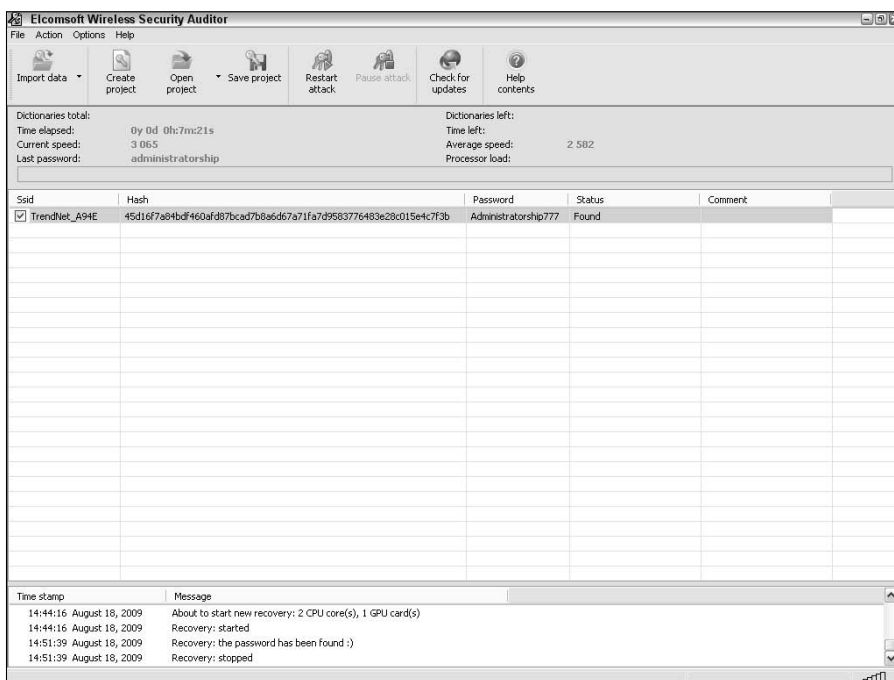 Elcomsoft Wireless Security Auditor
File Action Options Help
Import data Create project Open project Save project Restart attack Pause attack Check for updates Help contents
Dictionaries total: Dictionaries left:
Time elapsed: 0y 0d 0h:7m:21s Time left:
Current speed: 3 065 Average speed: 2 582
Last password: administratorship Processor load:
Ssid Hash Password Status Comment
TrendNet_A94E 45d16f7a84bdf460afd87bcad7b8a6d67a71fa7d9583776483e28c015e4c7f3b Administratorship777 Found
Time stamp Message
14:44:16 August 18, 2009 About to start new recovery: 2 CPU core(s), 1 GPU card(s)
14:44:16 August 18, 2009 Recovery: started
14:51:39 August 18, 2009 Recovery: the password has been found :)
14:51:39 August 18, 2009 Recovery: stopped